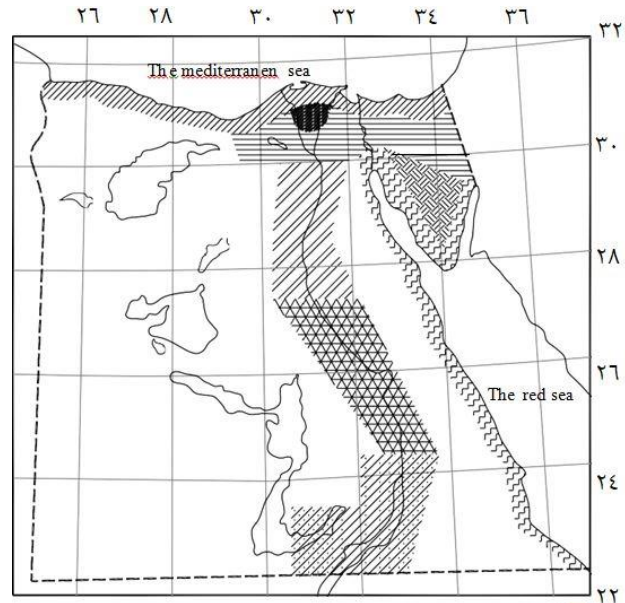 ٢٦ ٢٨ ٣٠ ٣٢ ٣٤ ٣٦ ٣٢
The mediterranen sea
٣٠
٢٨
٢٦
The red sea
٢٤
٢٢